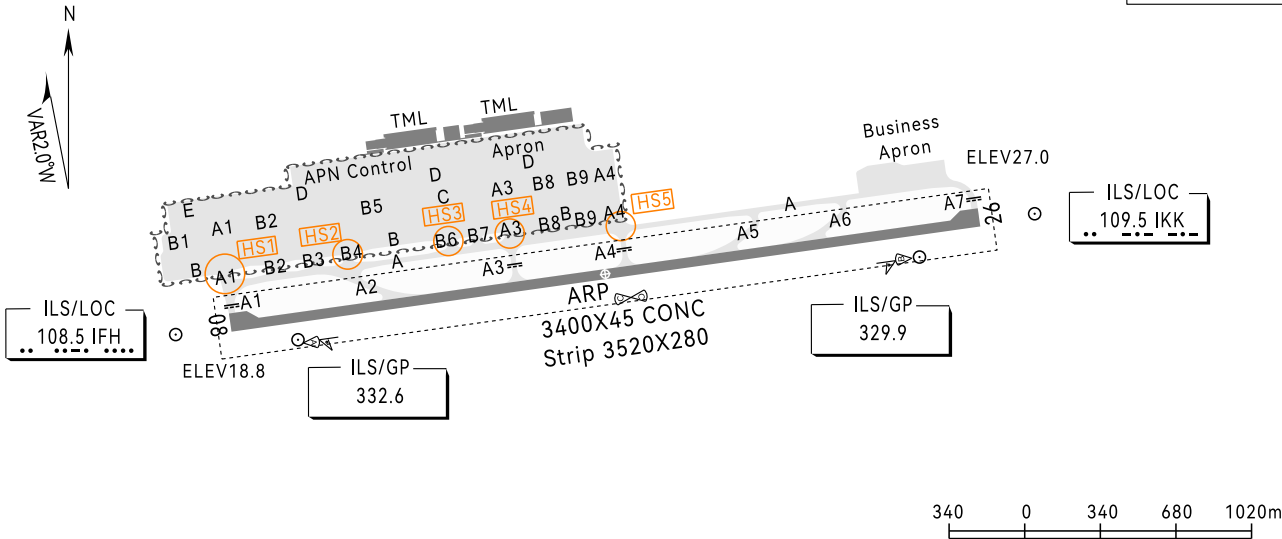 N
VAR2.0°W
TML
TML
Business
Apron
ELEV27.0
APN Control
Apron
D
D
D
E
A1
B2
B5
C
A3
B8
B9
A4
B1
HS1
HS2
HS3
HS4
HS5
B
A1
B2
B3
B4
B
B6
B7
A3
B8
B
B9
A4
A
A
A1
A2
A3
A4
A5
A6
A7
08
26
ILS/LOC
109.5 IKK
.. -.- -.-
ILS/LOC
108.5 IFH
.. ..-. ....
ELEV18.8
ARP
3400X45 CONC
Strip 3520X280
ILS/GP
332.6
ILS/GP
329.9
340 0 340 680 1020m